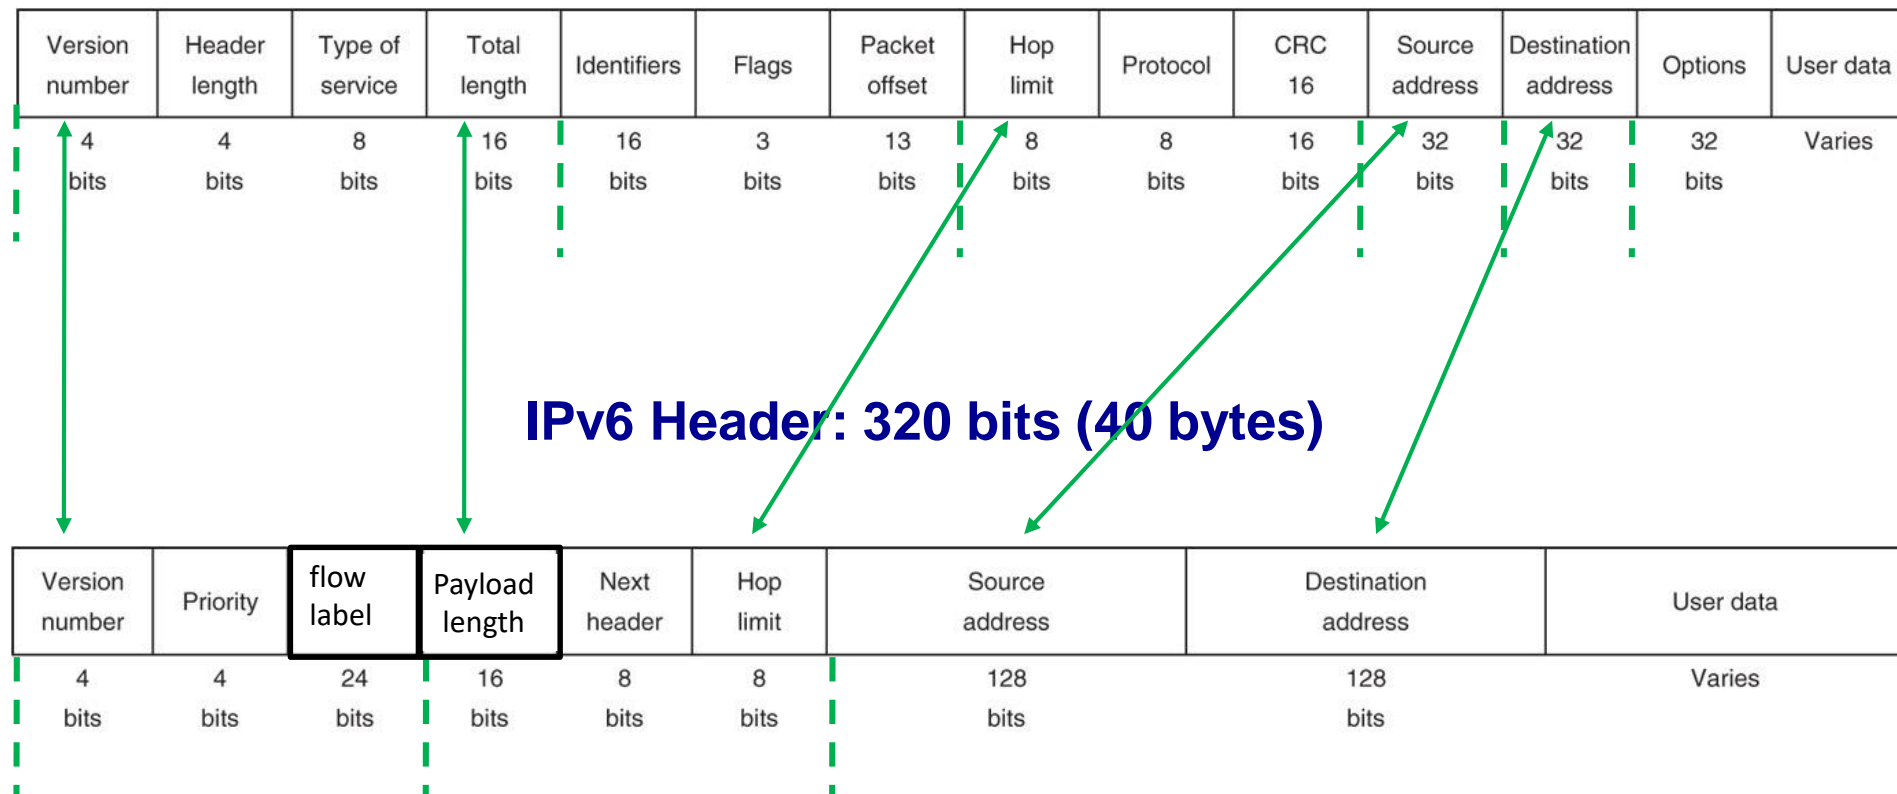 Version number
Header length
Type of service
Total length
Identifiers
Flags
Packet offset
Hop limit
Protocol
CRC 16
Source address
Destination address
Options
User data
4 bits
4 bits
8 bits
16 bits
16 bits
3 bits
13 bits
8 bits
8 bits
16 bits
32 bits
32 bits
32 bits
Varies
IPv6 Header: 320 bits (40 bytes)
Version number
Priority
flow label
Payload length
Next header
Hop limit
Source address
Destination address
User data
4 bits
4 bits
24 bits
16 bits
8 bits
8 bits
128 bits
128 bits
Varies